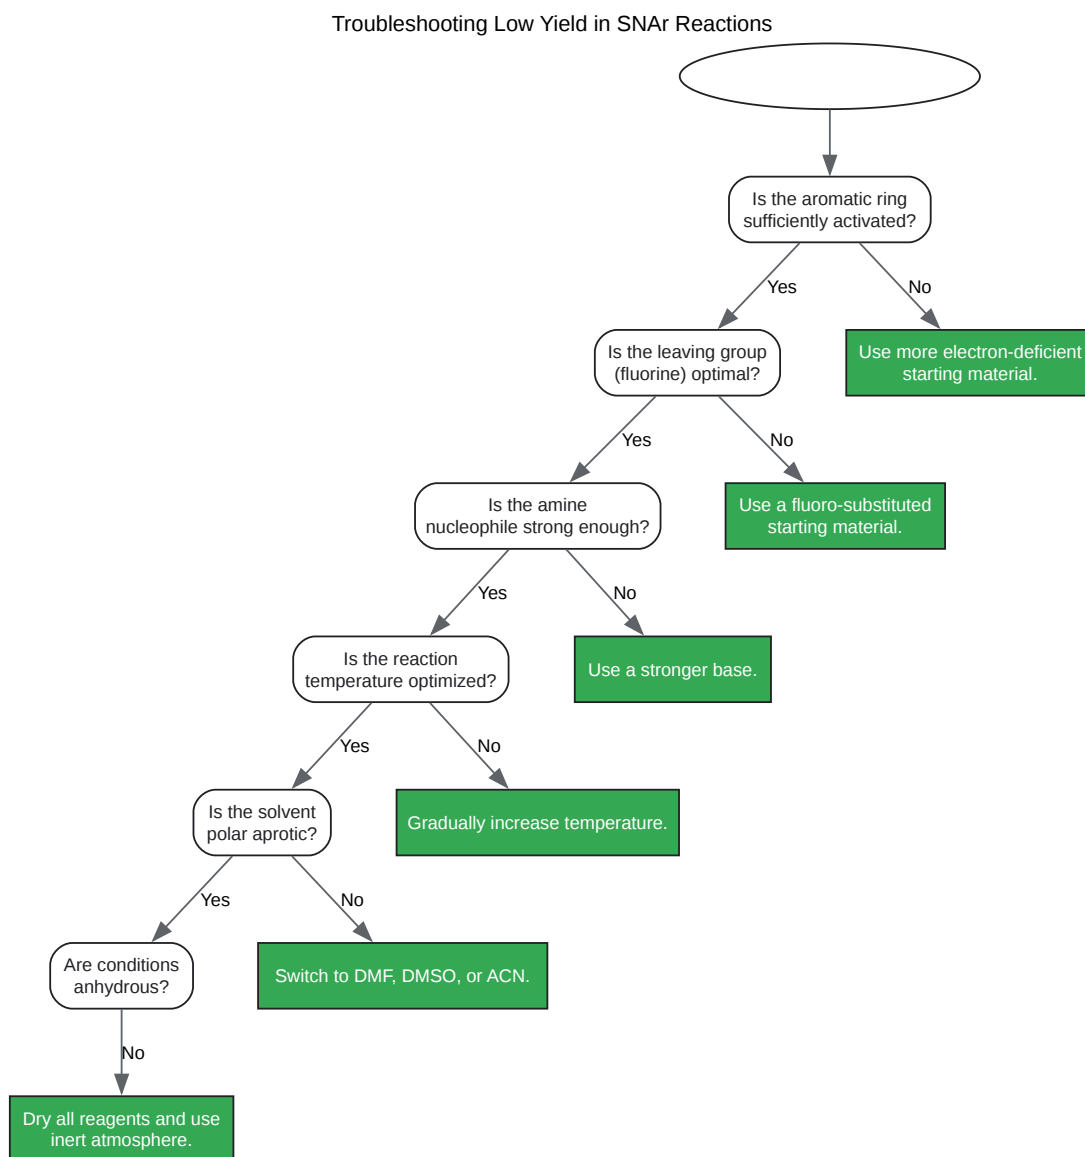 Troubleshooting Low Yield in SNAr Reactions
Is the aromatic ring
sufficiently activated?
Yes
No
Is the leaving group
(fluorine) optimal?
Use more electron-deficient
starting material.
Yes
No
Is the amine
nucleophile strong enough?
Use a fluoro-substituted
starting material.
Yes
No
Is the reaction
temperature optimized?
Use a stronger base.
Yes
No
Is the solvent
polar aprotic?
Gradually increase temperature.
Yes
No
Are conditions
anhydrous?
Switch to DMF, DMSO, or ACN.
No
Dry all reagents and use
inert atmosphere.